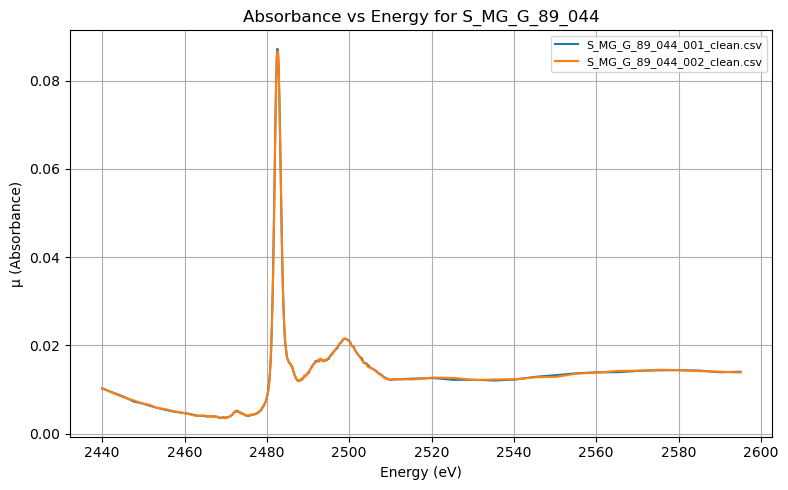 Absorbance vs Energy for S_MG_G_89_044
S_MG_G_89_044_001_clean.csv
S_MG_G_89_044_002_clean.csv
μ (Absorbance)
0.08
0.06
0.04
0.02
0.00
2440 2460 2480 2500 2520 2540 2560 2580 2600
Energy (eV)